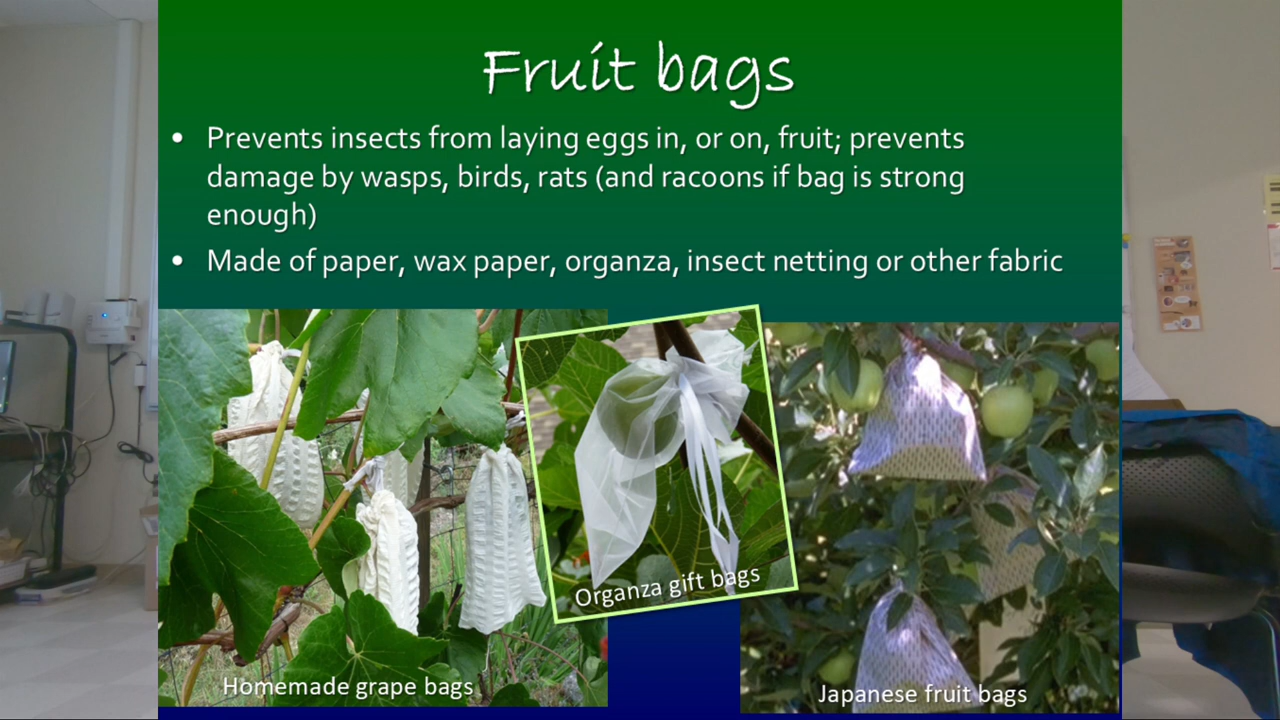 Fruit bags
• Prevents insects from laying eggs in, or on, fruit; prevents
damage by wasps, birds, rats (and racoons if bag is strong
enough)
• Made of paper, wax paper, organza, insect netting or other fabric
Organza gift bags
Homemade grape bags
Japanese fruit bags